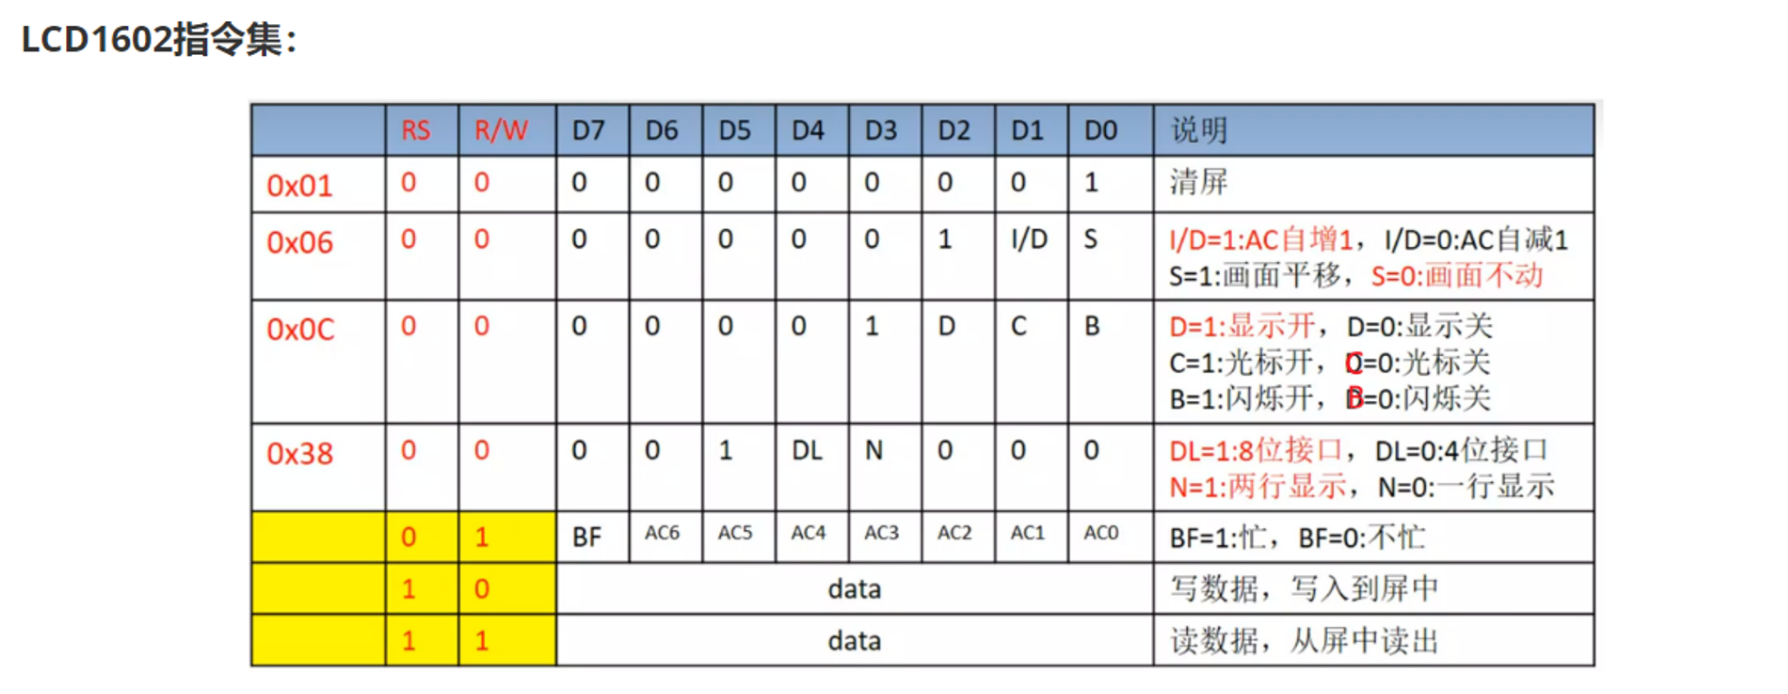 LCD1602指令集：
RS R/W D7 D6 D5 D4 D3 D2 D1 D0 说明
0x01 0 0 0 0 0 0 0 0 0 1 清屏
0x06 0 0 0 0 0 0 0 1 I/D S I/D=1:AC自增1，I/D=0:AC自减1
S=1:画面平移，S=0:画面不动
0x0C 0 0 0 0 0 0 1 D C B D=1:显示开，D=0:显示关
C=1:光标开，C=0:光标关
B=1:闪烁开，B=0:闪烁关
0x38 0 0 0 0 1 DL N 0 0 0 DL=1:8位接口，DL=0:4位接口
N=1:两行显示，N=0:一行显示
0 1 BF AC6 AC5 AC4 AC3 AC2 AC1 AC0 BF=1:忙，BF=0:不忙
1 0 data 写数据，写入到屏中
1 1 data 读数据，从屏中读出